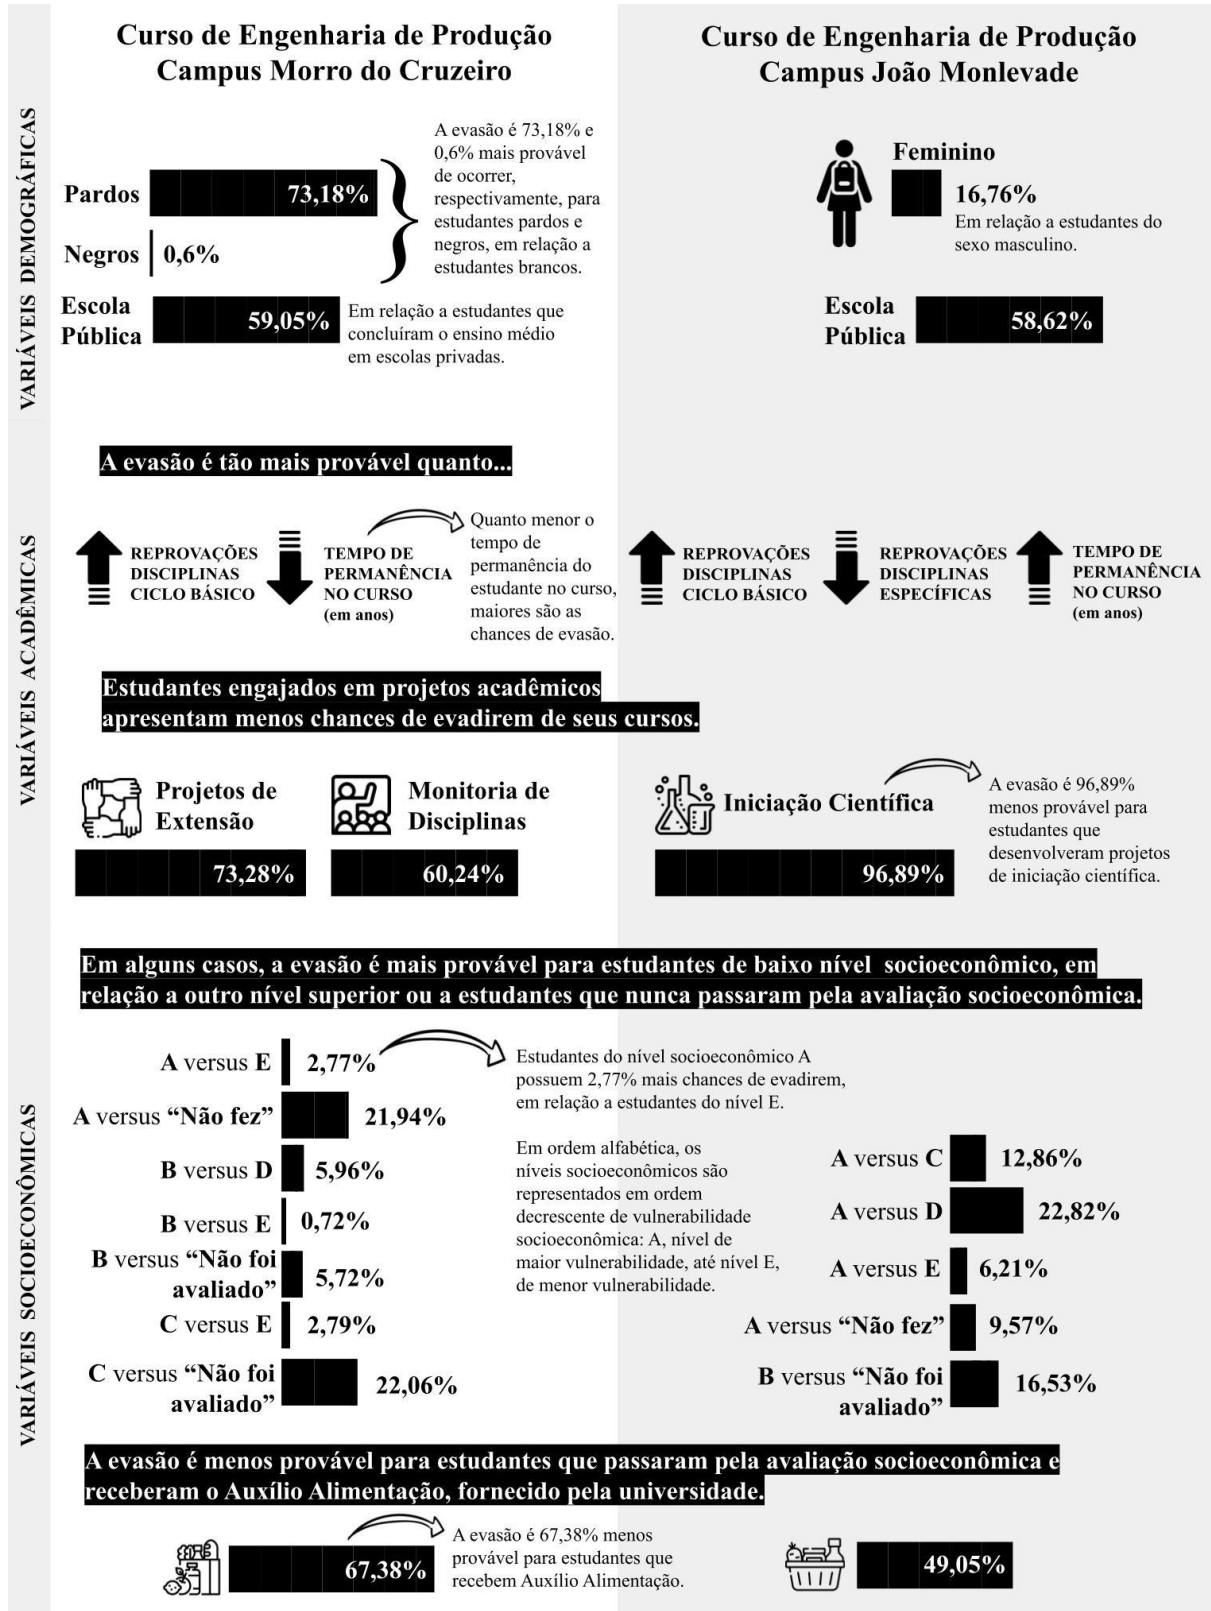 Curso de Engenharia de Produção
Campus Morro do Cruzeiro
Curso de Engenharia de Produção
Campus João Monlevade
VARIÁVEIS DEMOGRÁFICAS
Pardos
73,18%
Negros
0,6%
A evasão é 73,18% e
0,6% mais provável
de ocorrer,
respectivamente, para
estudantes pardos e
negros, em relação a
estudantes brancos.
Escola
Pública
59,05%
Em relação a estudantes que
concluíram o ensino médio
em escolas privadas.
Feminino
16,76%
Em relação a estudantes do
sexo masculino.
Escola
Pública
58,62%
A evasão é tão mais provável quanto...
VARIÁVEIS ACADÊMICAS
REPROVAÇÕES
DISCIPLINAS
CICLO BÁSICO
TEMPO DE
PERMANÊNCIA
NO CURSO
(em anos)
Quanto menor o
tempo de
permanência do
estudante no curso,
maiores são as
chances de evasão.
REPROVAÇÕES
DISCIPLINAS
CICLO BÁSICO
REPROVAÇÕES
DISCIPLINAS
ESPECÍFICAS
TEMPO DE
PERMANÊNCIA
NO CURSO
(em anos)
Estudantes engajados em projetos acadêmicos
apresentam menos chances de evadirem de seus cursos.
Projetos de
Extensão
73,28%
Monitoria de
Disciplinas
60,24%
Iniciação Científica
96,89%
A evasão é 96,89%
menos provável para
estudantes que
desenvolveram projetos
de iniciação científica.
Em alguns casos, a evasão é mais provável para estudantes de baixo nível socioeconômico, em
relação a outro nível superior ou a estudantes que nunca passaram pela avaliação socioeconômica.
VARIÁVEIS SOCIOECONÔMICAS
A versus E 2,77%
A versus “Não fez” 21,94%
B versus D 5,96%
B versus E 0,72%
B versus “Não foi
avaliado” 5,72%
C versus E 2,79%
C versus “Não foi
avaliado” 22,06%
Estudantes do nível socioeconômico A
possuem 2,77% mais chances de evadirem,
em relação a estudantes do nível E.
Em ordem alfabética, os
níveis socioeconômicos são
representados em ordem
decrescente de vulnerabilidade
socioeconômica: A, nível de
maior vulnerabilidade, até nível E,
de menor vulnerabilidade.
A versus C 12,86%
A versus D 22,82%
A versus E 6,21%
A versus “Não fez” 9,57%
B versus “Não foi
avaliado” 16,53%
A evasão é menos provável para estudantes que passaram pela avaliação socioeconômica e
receberam o Auxílio Alimentação, fornecido pela universidade.
67,38%
A evasão é 67,38% menos
provável para estudantes que
recebem Auxílio Alimentação.
49,05%